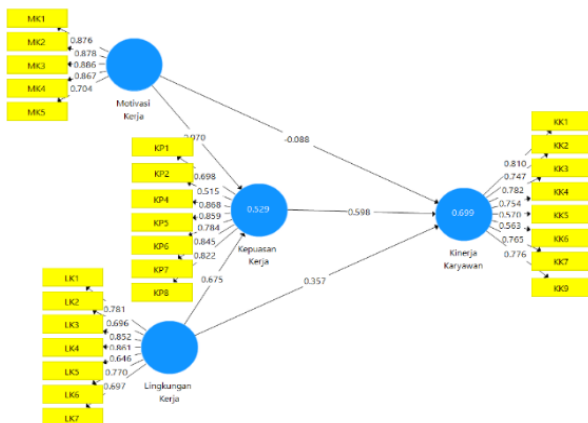 MK1
MK2
MK3
MK4
MK5
0.876
0.878
0.886
0.867
0.704
Motivasi
Kerja
-0.088
KP1
KP2
KP4
KP5
KP6
KP7
KP8
0.698
0.515
0.868
0.859
0.784
0.845
0.822
0.529
Kepuasan
Kerja
0.598
0.675
0.357
KK1
KK2
KK3
KK4
KK5
KK6
KK7
KK9
0.810
0.747
0.782
0.754
0.570
0.563
0.765
0.776
0.699
Kinerja
Karyawan
LK1
LK2
LK3
LK4
LK5
LK6
LK7
0.781
0.696
0.852
0.861
0.646
0.770
0.697
Lingkungan
Kerja